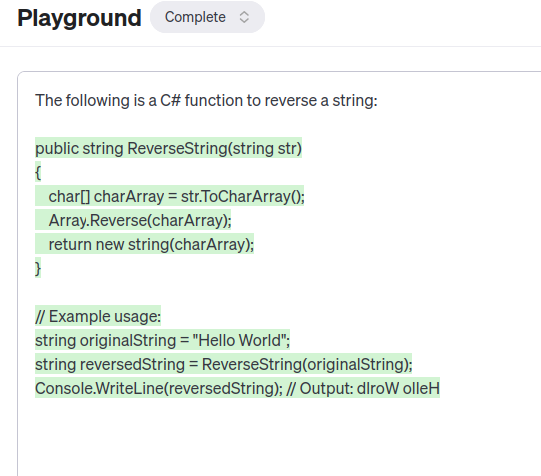 Playground Complete
The following is a C# function to reverse a string:
public string ReverseString(string str)
{
char[] charArray = str.ToCharArray();
Array.Reverse(charArray);
return new string(charArray);
}
// Example usage:
string originalString = "Hello World";
string reversedString = ReverseString(originalString);
Console.WriteLine(reversedString); // Output: dlroW olleH